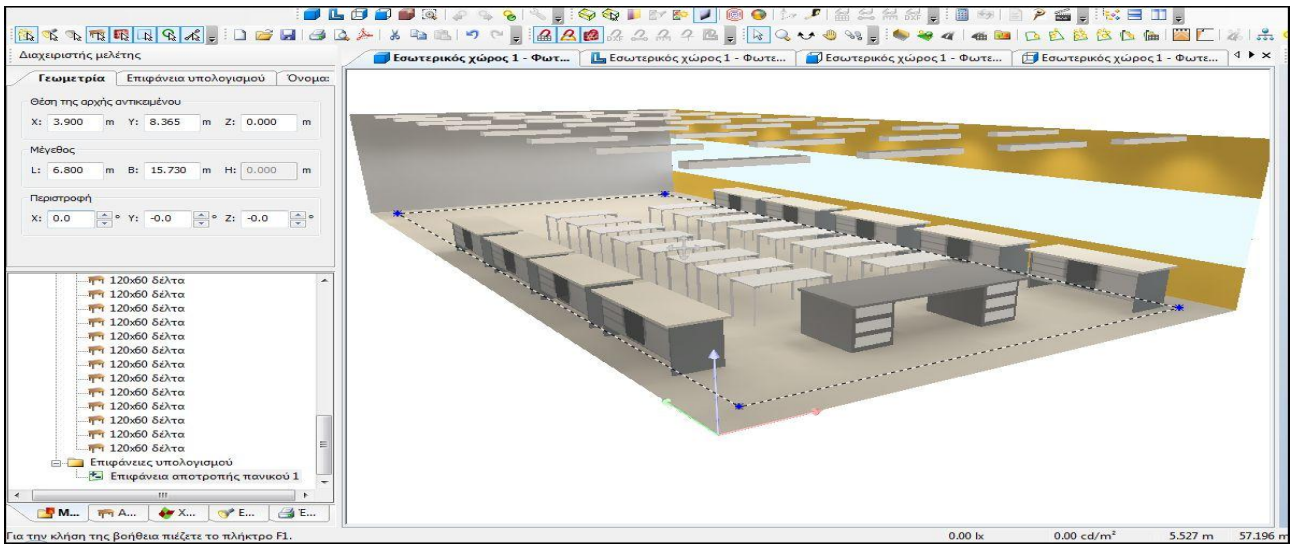 Διαχειριστής μελέτης
Γεωμετρία Επιφάνεια υπολογισμού Όνομα:
Θέση της αρχής αντικειμένου
X: 3.900 m Y: 8.365 m Z: 0.000 m
Μέγεθος
L: 6.800 m B: 15.730 m H: 0.000 m
Περιστροφή
X: 0.0 ° Y: -0.0 ° Z: -0.0 °
120x60 δέλτα
120x60 δέλτα
120x60 δέλτα
120x60 δέλτα
120x60 δέλτα
120x60 δέλτα
120x60 δέλτα
120x60 δέλτα
120x60 δέλτα
120x60 δέλτα
120x60 δέλτα
120x60 δέλτα
120x60 δέλτα
Επιφάνειες υπολογισμού
Επιφάνεια αποτροπής πανικού 1
Μ... Α... Χ... Ε... Έ...
Εσωτερικός χώρος 1 - Φωτ... Εσωτερικός χώρος 1 - Φωτε... Εσωτερικός χώρος 1 - Φωτε... Εσωτερικός χώρος 1 - Φωτε...
Για την κλήση της βοήθεια πιέζετε το πλήκτρο F1. 0.00 lx 0.00 cd/m² 5.527 m 57.196 m